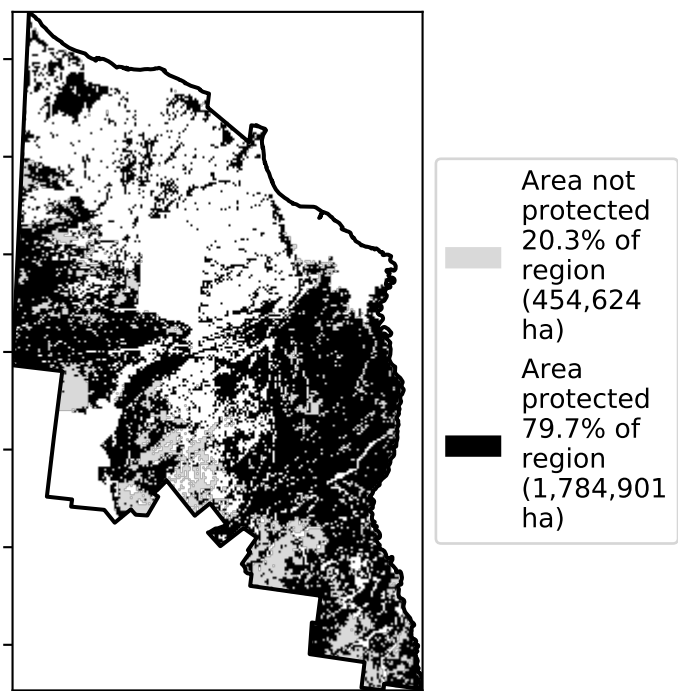 Area not
protected
20.3% of
region
(454,624
ha)
Area
protected
79.7% of
region
(1,784,901
ha)